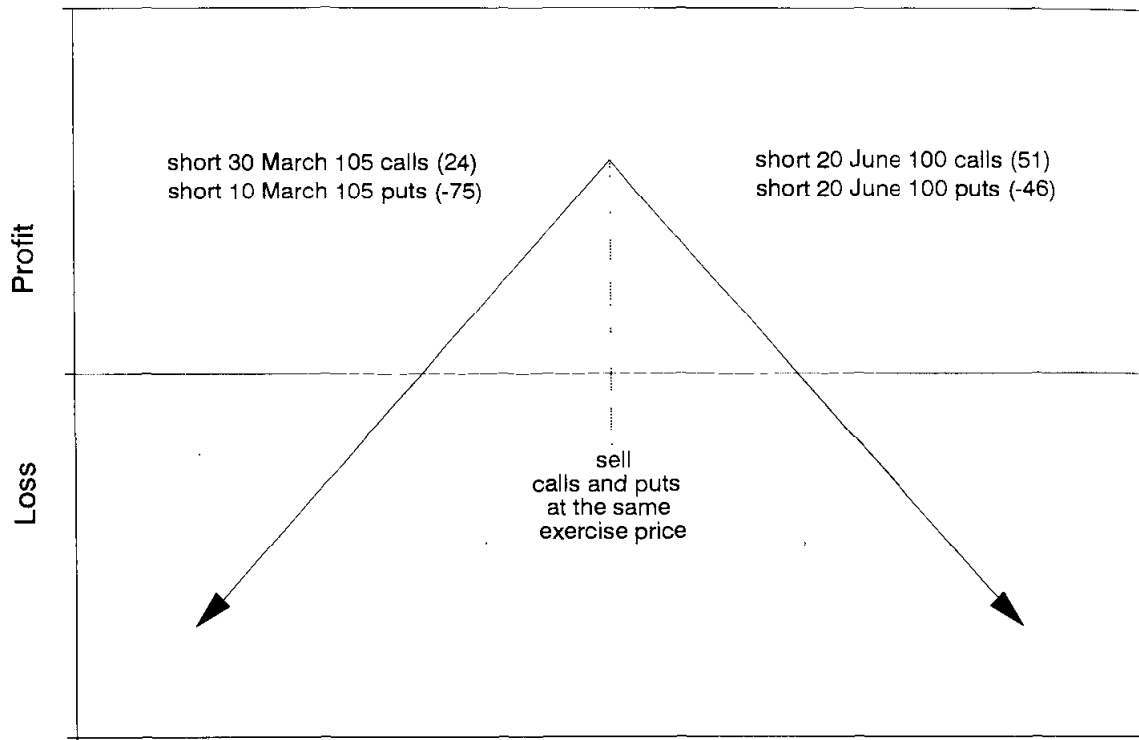 Profit
Loss
short 30 March 105 calls (24)
short 10 March 105 puts (-75)
short 20 June 100 calls (51)
short 20 June 100 puts (-46)
sell
calls and puts
at the same
exercise price